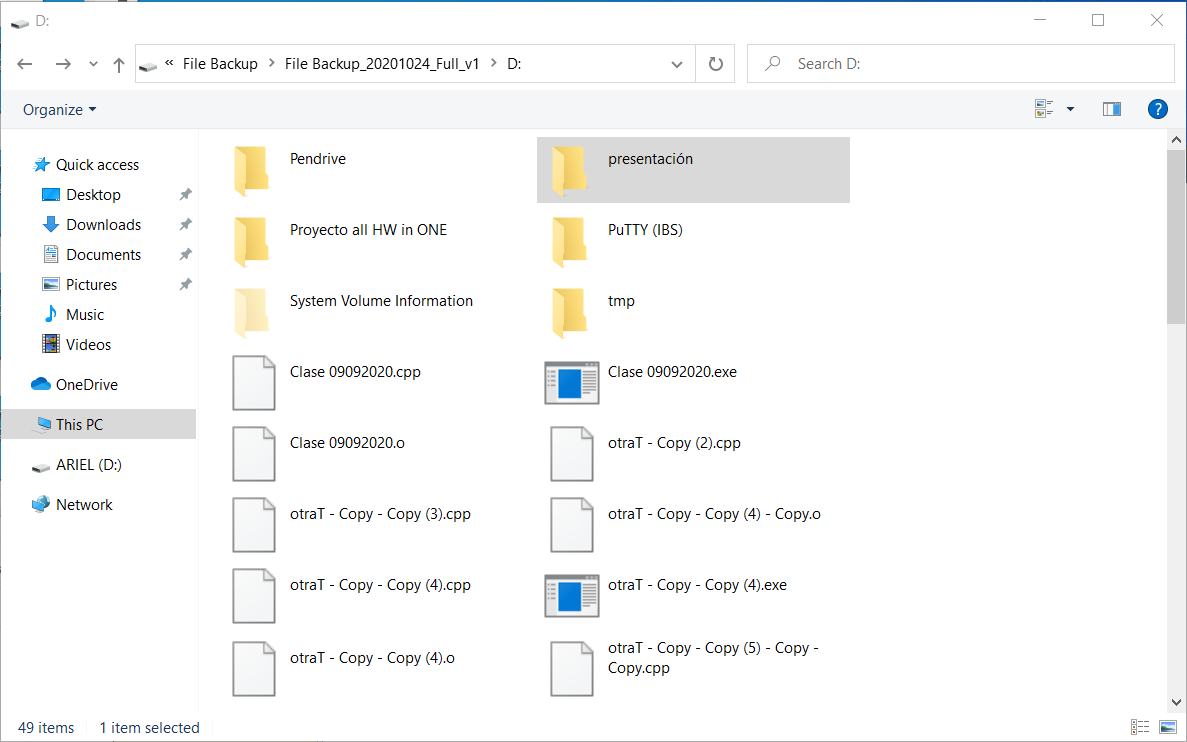 D:
« File Backup > File Backup_20201024_Full_v1 > D:
Search D:
Organize
?
Quick access
Desktop
Downloads
Documents
Pictures
Music
Videos
OneDrive
This PC
ARIEL (D:)
Network
Pendrive
presentación
Proyecto all HW in ONE
PuTTY (IBS)
System Volume Information
tmp
Clase 09092020.cpp
Clase 09092020.exe
Clase 09092020.o
otraT - Copy (2).cpp
otraT - Copy - Copy (3).cpp
otraT - Copy - Copy (4) - Copy.o
otraT - Copy - Copy (4).cpp
otraT - Copy - Copy (4).exe
otraT - Copy - Copy (4).o
otraT - Copy - Copy (5) - Copy -
Copy.cpp
49 items
1 item selected